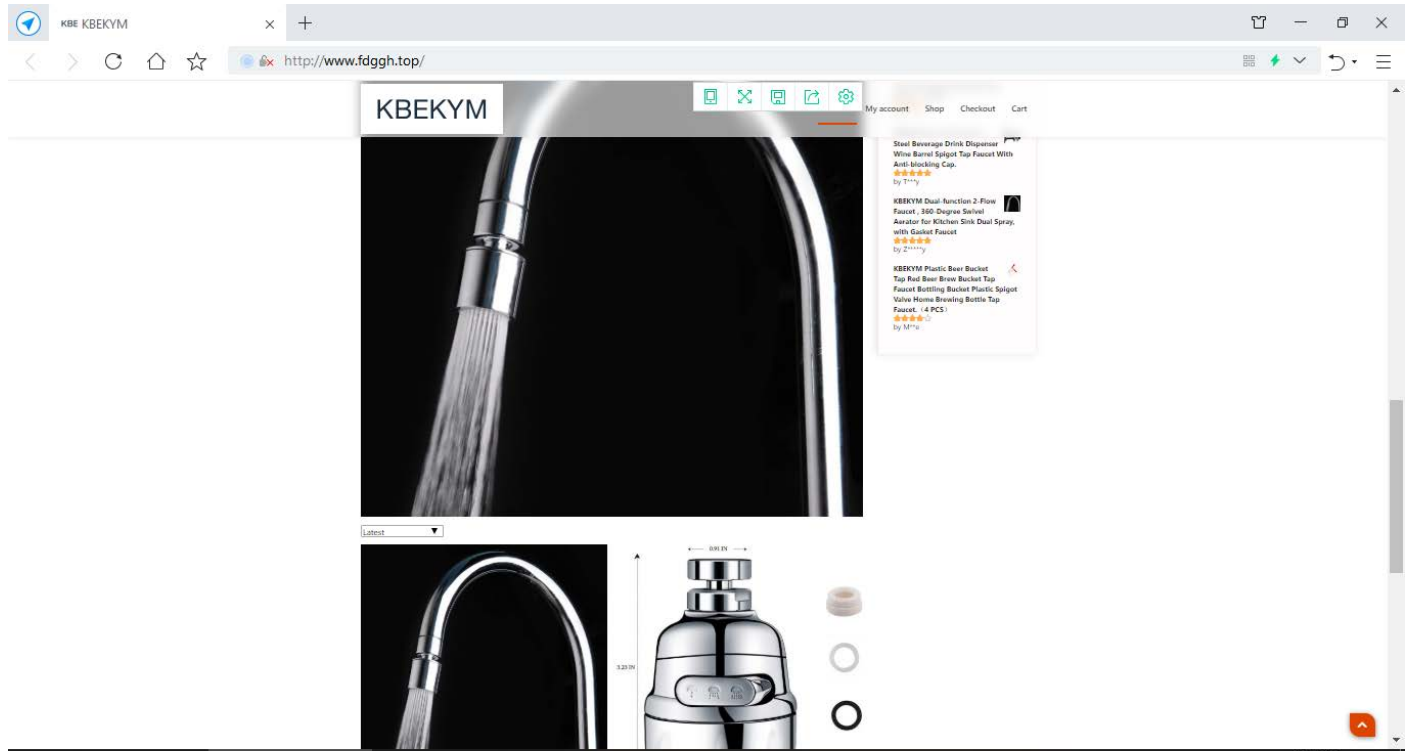 KBE KBEKYM
http://www.fdggh.top/
KBEKYM
My account Shop Checkout Cart
Steel Beverage Drink Dispenser
Wine Barrel Spigot Tap Faucet With
Anti-blocking Cap.
by T***y
KBEKYM Dual-function 2-Flow
Faucet , 360-Degree Swivel
Aerator for Kitchen Sink Dual Spray,
with Gasket Faucet
by Z*****y
KBEKYM Plastic Beer Bucket
Tap Red Beer Brew Bucket Tap
Faucet Bottling Bucket Plastic Spigot
Valve Home Brewing Bottle Tap
Faucet.（4 PCS）
Latest